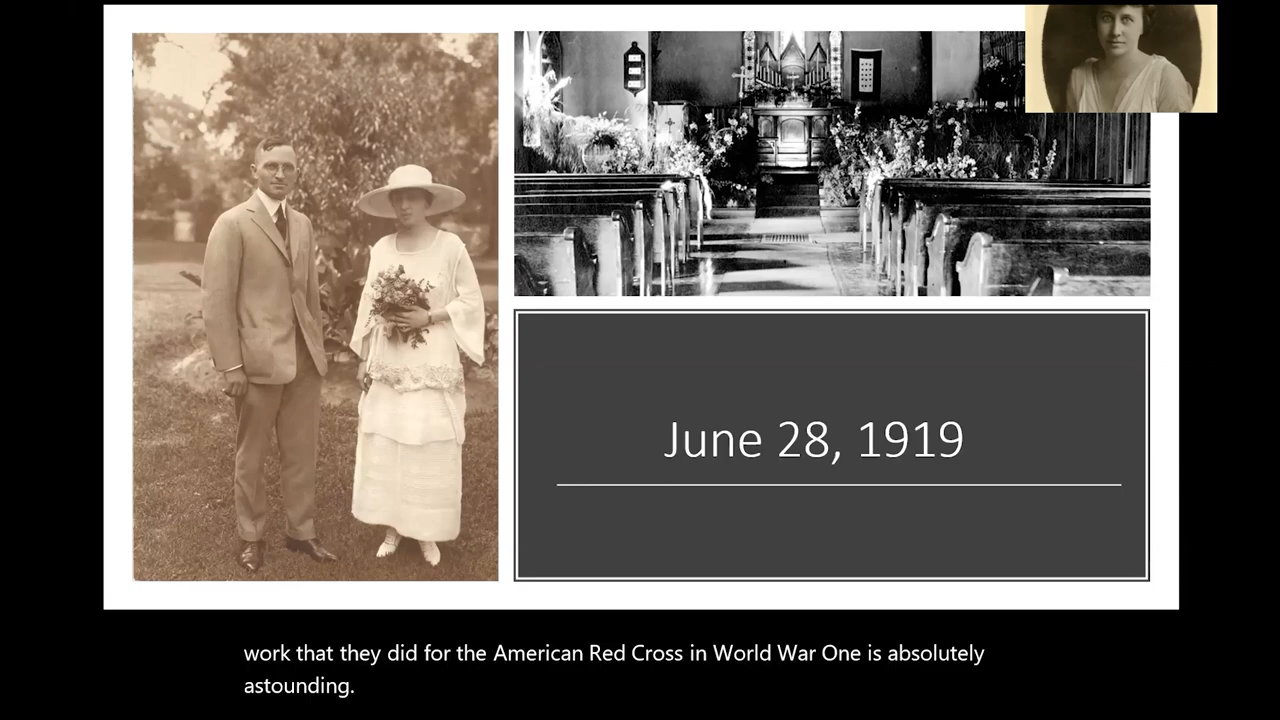 June 28, 1919
work that they did for the American Red Cross in World War One is absolutely
astounding.